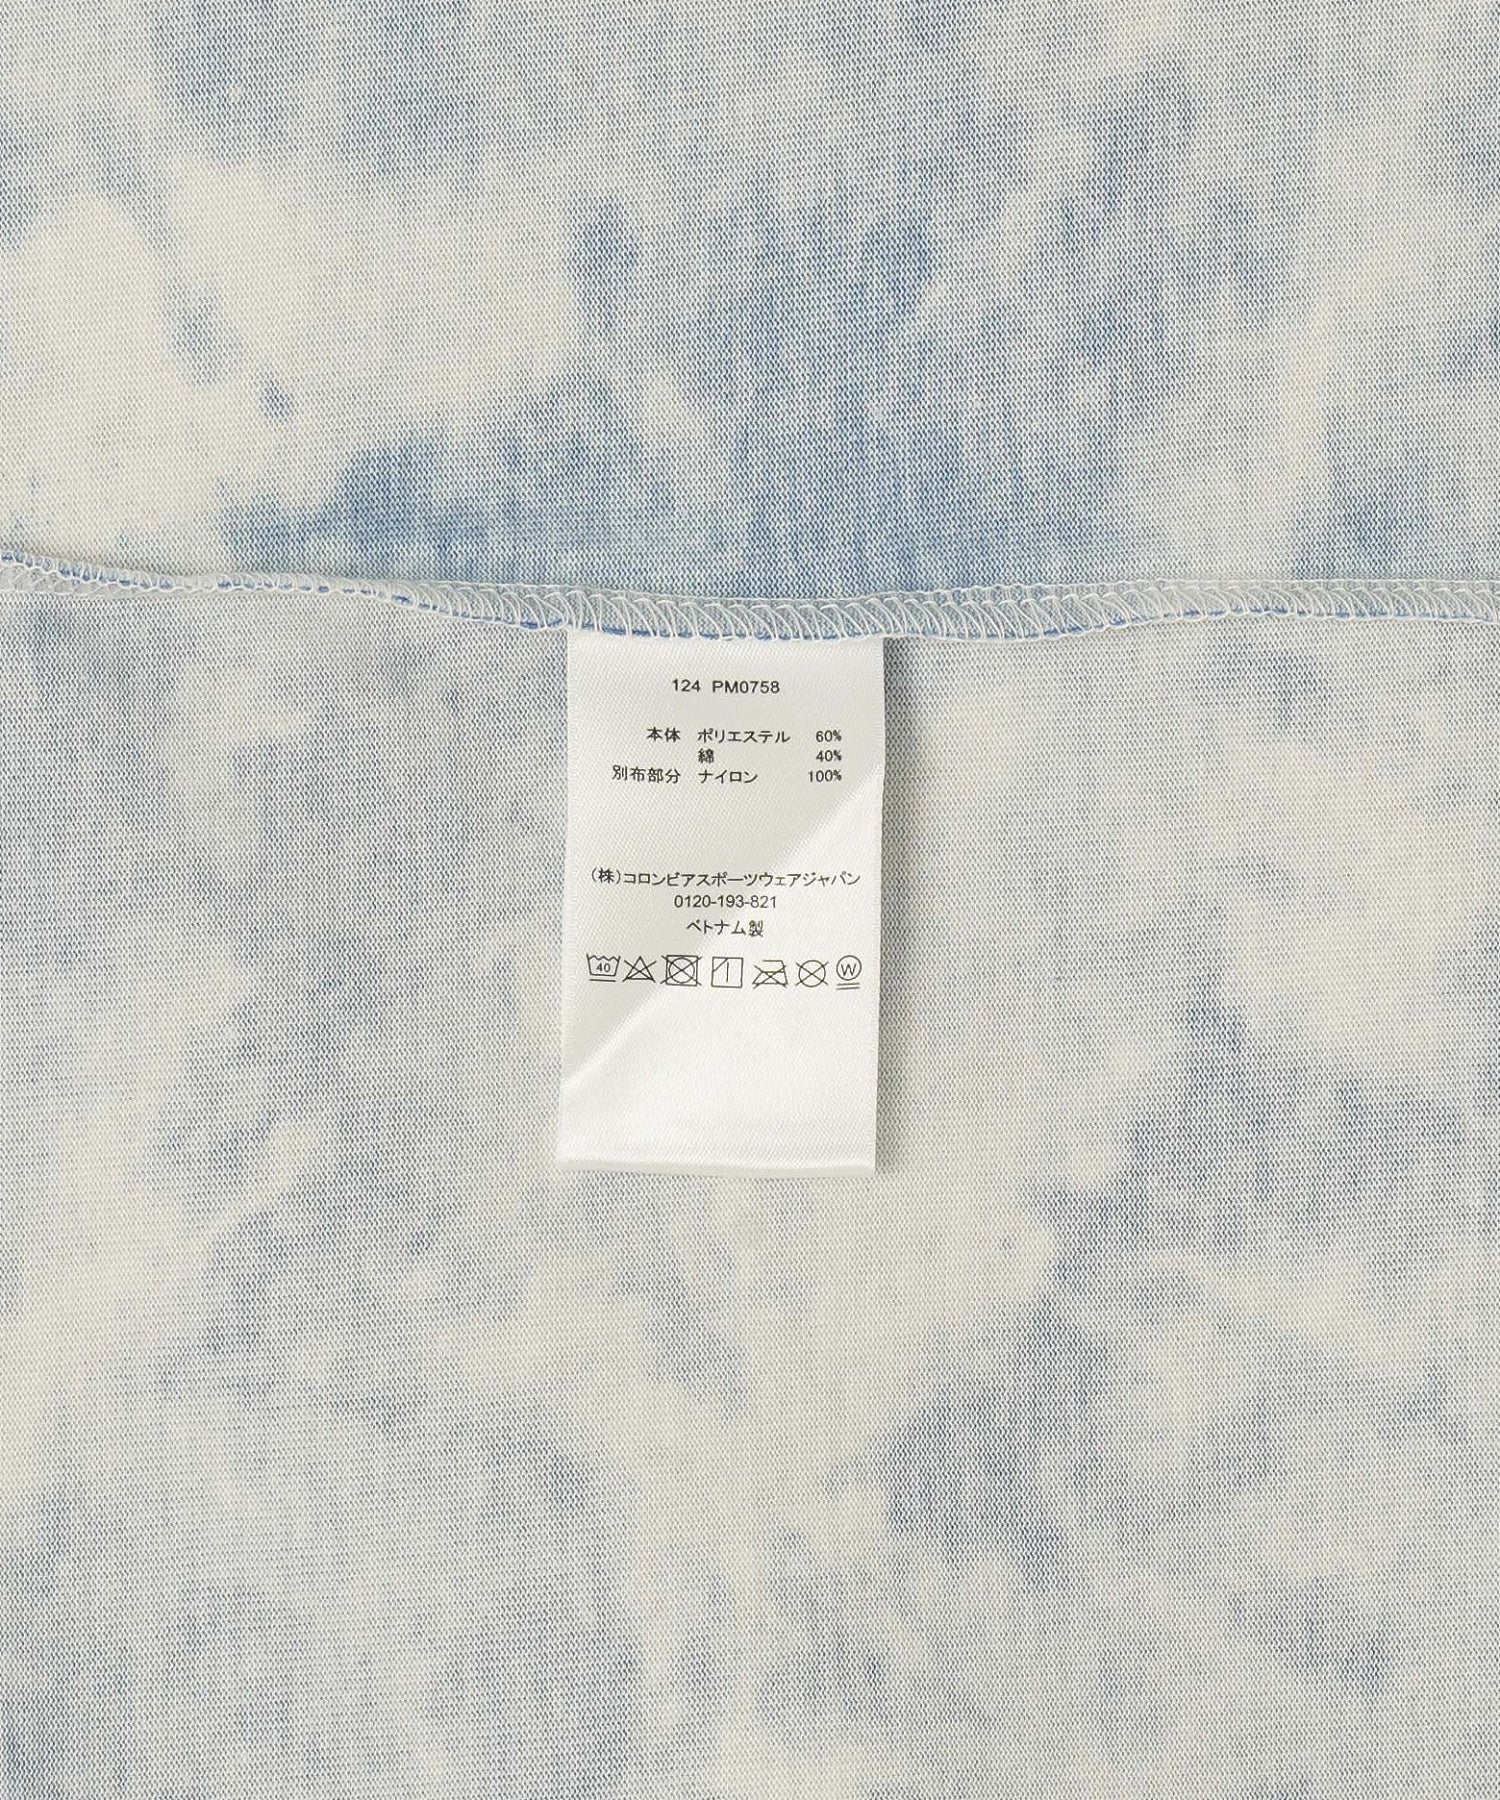 124 PM0758
本体 ポリエステル 60%
綿 40%
別布部分 ナイロン 100%
(株)コロンビアスポーツウェアジャパン
0120-193-821
ベトナム製
40 W